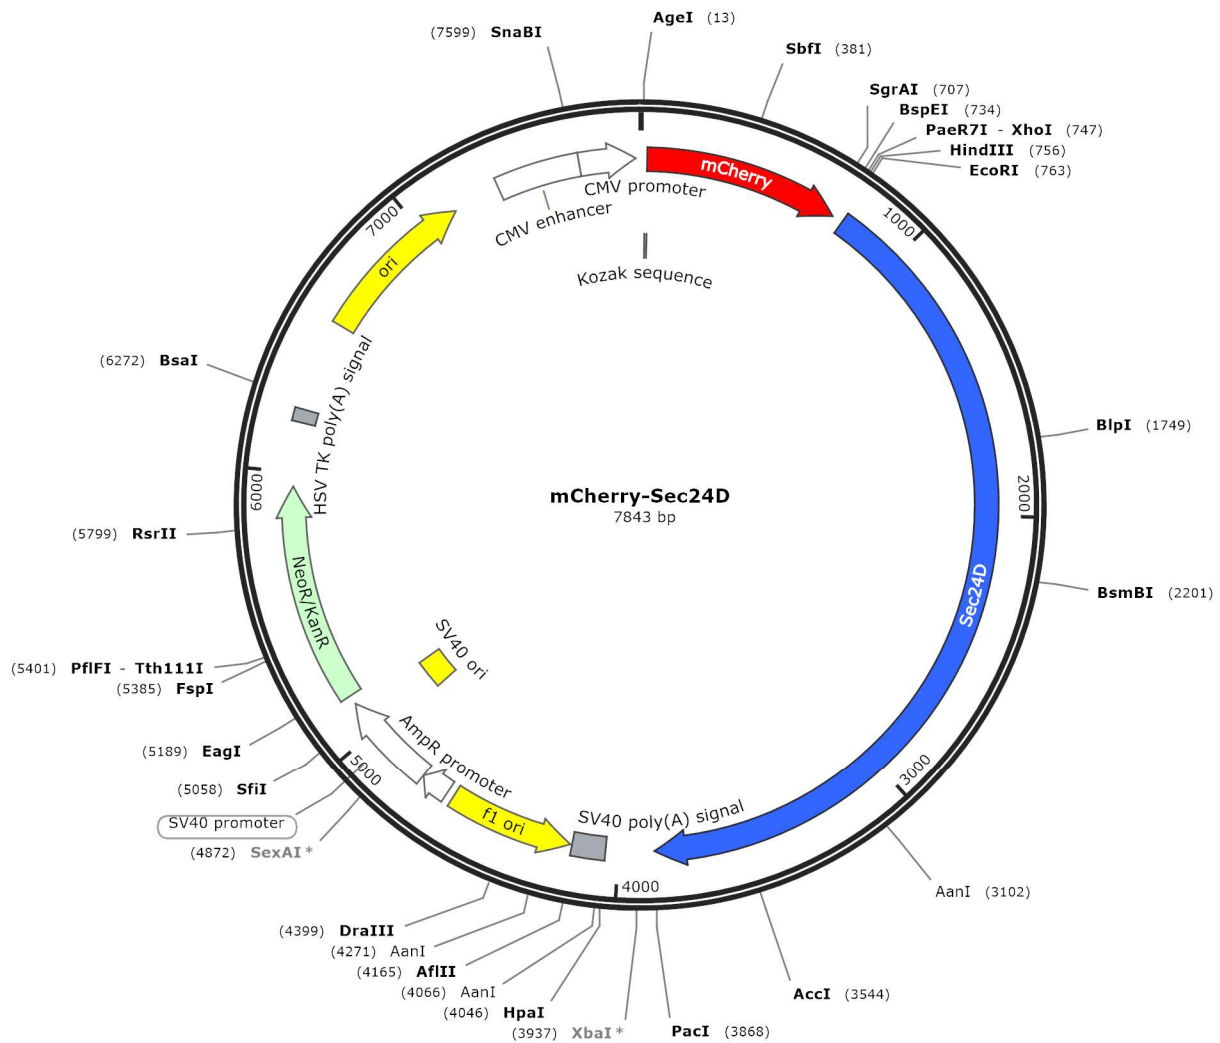 AgeI (13)
(7599) SnaBI
SbfI (381)
SgrAI (707)
BspEI (734)
PaeR7I - XhoI (747)
HindIII (756)
EcoRI (763)
mCherry
CMV promoter
CMV enhancer
Kozak sequence
1000
7000
ori
(6272) BsaI
HSV TK poly(A) signal
BlpI (1749)
6000
2000
mCherry-Sec24D
7843 bp
(5799) RsrII
NeoR/KanR
Sec24D
BsmBI (2201)
SV40 ori
(5401) PflFI - Tth111I
(5385) FspI
(5189) EagI
AmpR promoter
5000
3000
(5058) SfiI
SV40 promoter
(4872) SexAI *
f1 ori
SV40 poly(A) signal
4000
AanI (3102)
(4399) DraIII
(4271) AanI
(4165) AflII
(4066) AanI
(4046) HpaI
(3937) XbaI *
PacI (3868)
AccI (3544)